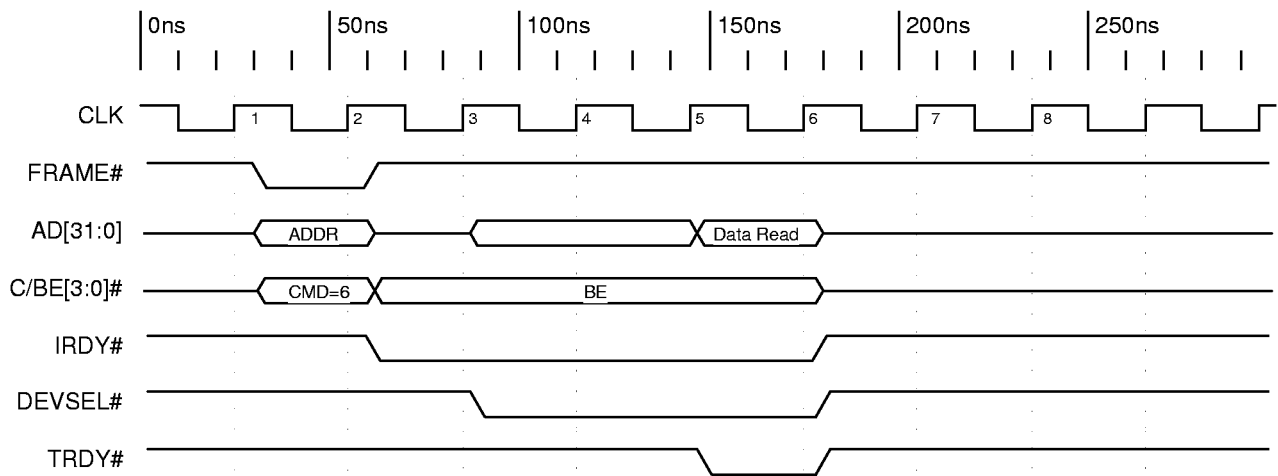 0ns 50ns 100ns 150ns 200ns 250ns
CLK 1 2 3 4 5 6 7 8
FRAME#
AD[31:0] ADDR Data Read
C/BE[3:0]# CMD=6 BE
IRDY#
DEVSEL#
TRDY#